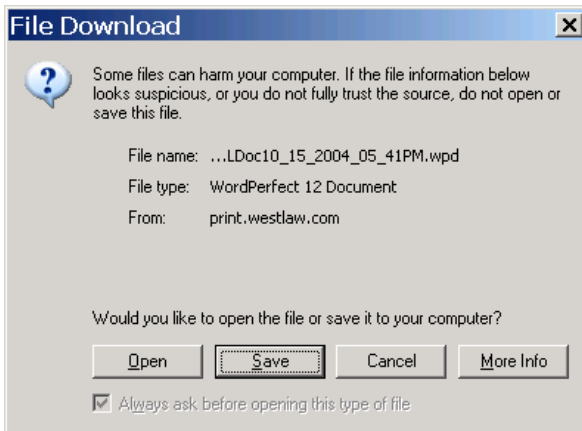 File Download
Some files can harm your computer. If the file information below
looks suspicious, or you do not fully trust the source, do not open or
save this file.
File name: ...LDoc10_15_2004_05_41PM.wpd
File type: WordPerfect 12 Document
From: print.westlaw.com
Would you like to open the file or save it to your computer?
Open Save Cancel More Info
Always ask before opening this type of file